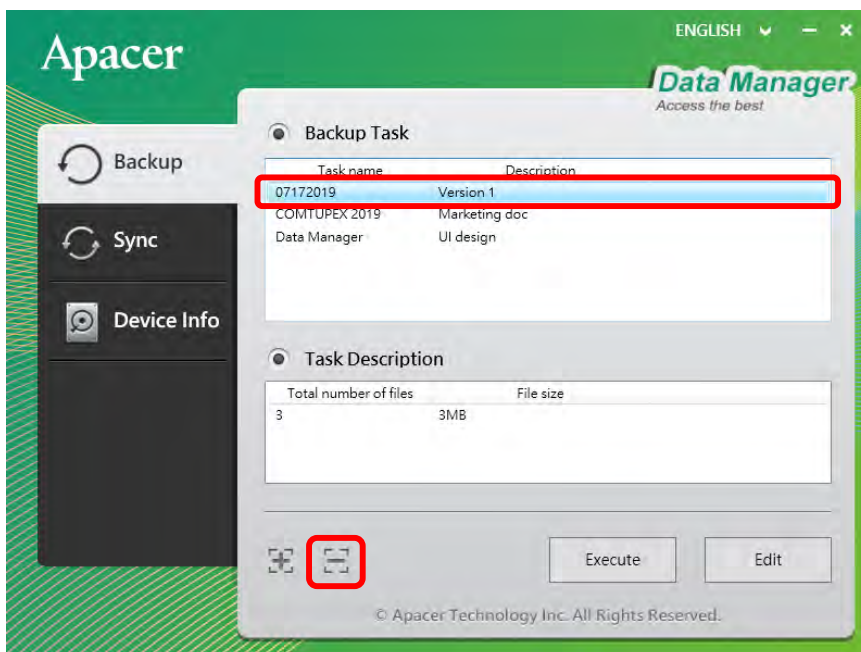 ENGLISH
Apacer
Data Manager
Access the best
Backup
Sync
Device Info
Backup Task
Task name Description
07172019 Version 1
COMTUPEX 2019 Marketing doc
Data Manager UI design
Task Description
Total number of files File size
3 3MB
Execute Edit
© Apacer Technology Inc. All Rights Reserved.